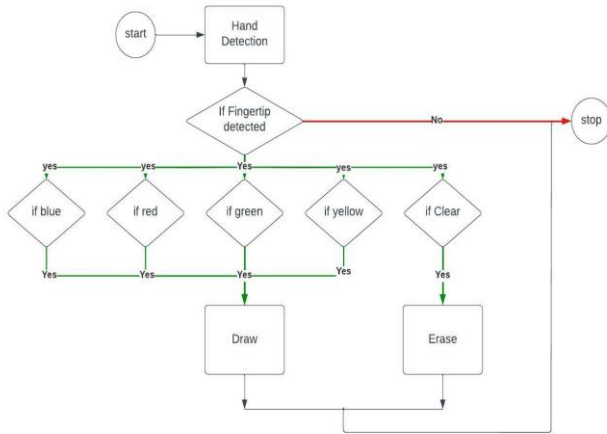 start
Hand
Detection
If Fingertip
detected
No
stop
yes
yes
Yes
yes
yes
if blue
if red
if green
if yellow
if Clear
Yes
Yes
Yes
Yes
Yes
Draw
Erase